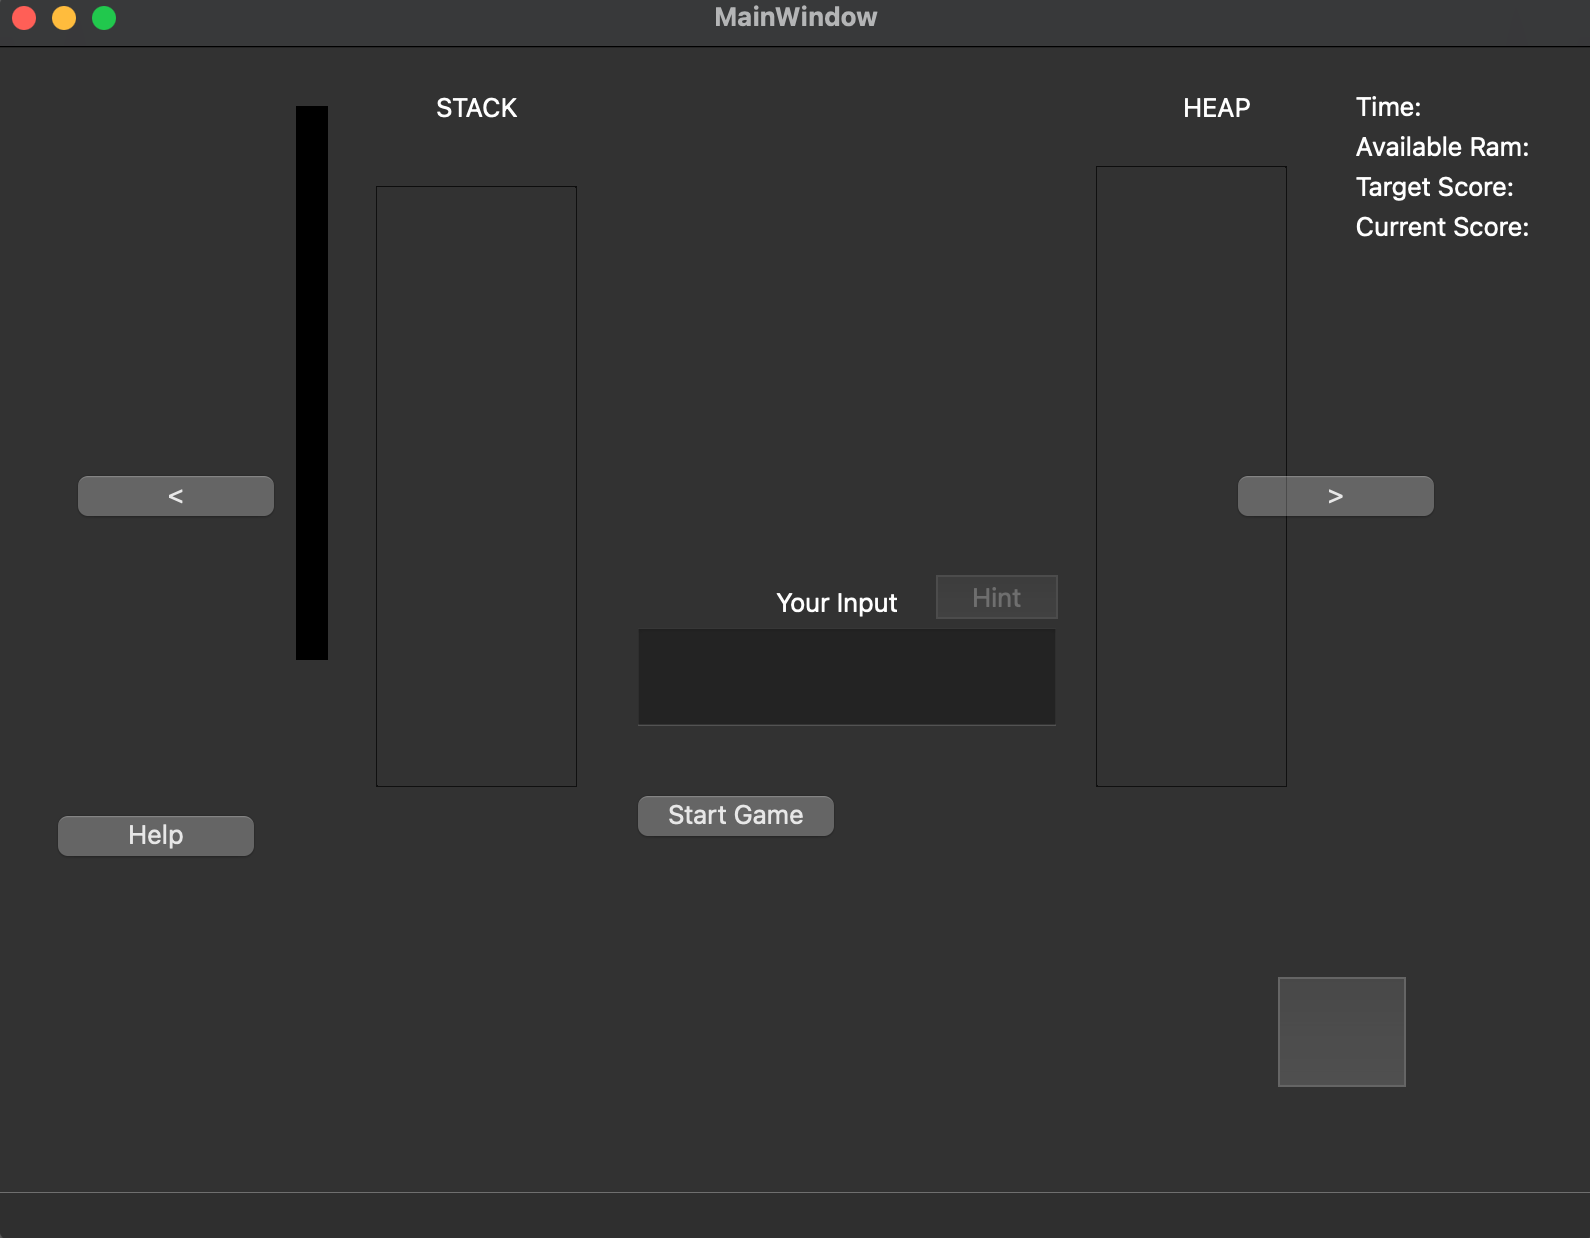 MainWindow
STACK
HEAP
Time:
Available Ram:
Target Score:
Current Score:
<
>
Your Input
Hint
Start Game
Help